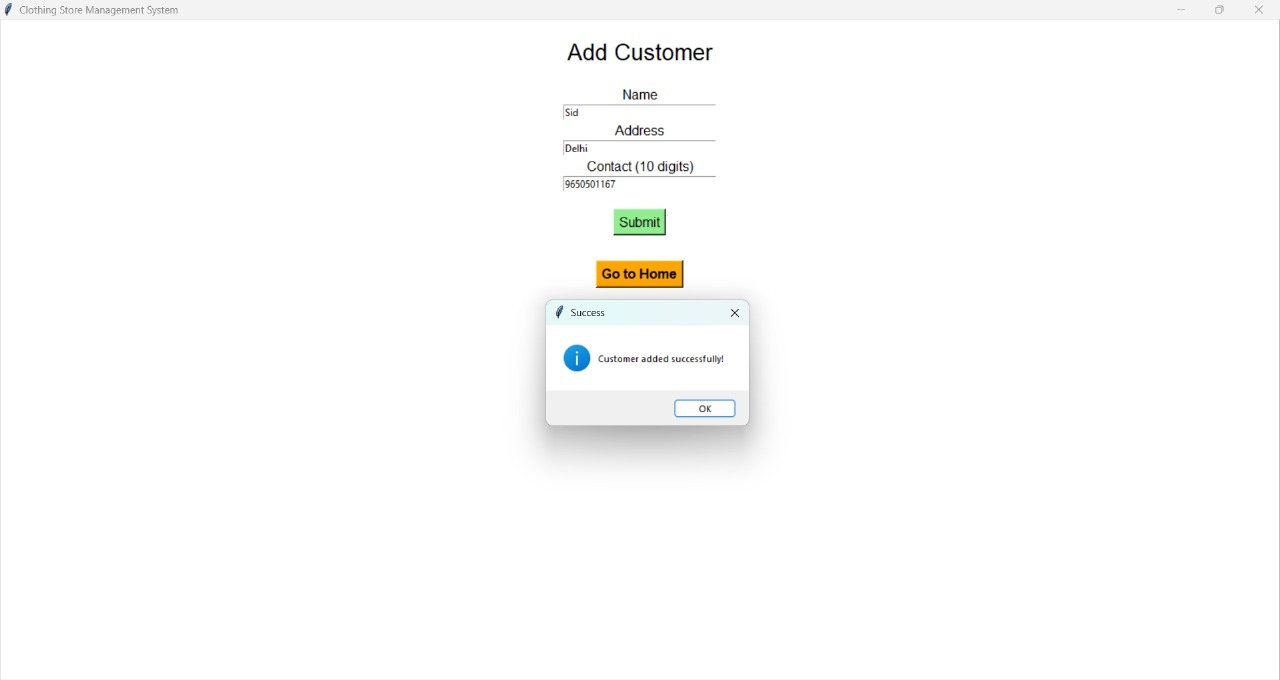 Clothing Store Management System
Add Customer
Name
Sid
Address
Delhi
Contact (10 digits)
9650501167
Submit
Go to Home
Success
Customer added successfully!
OK